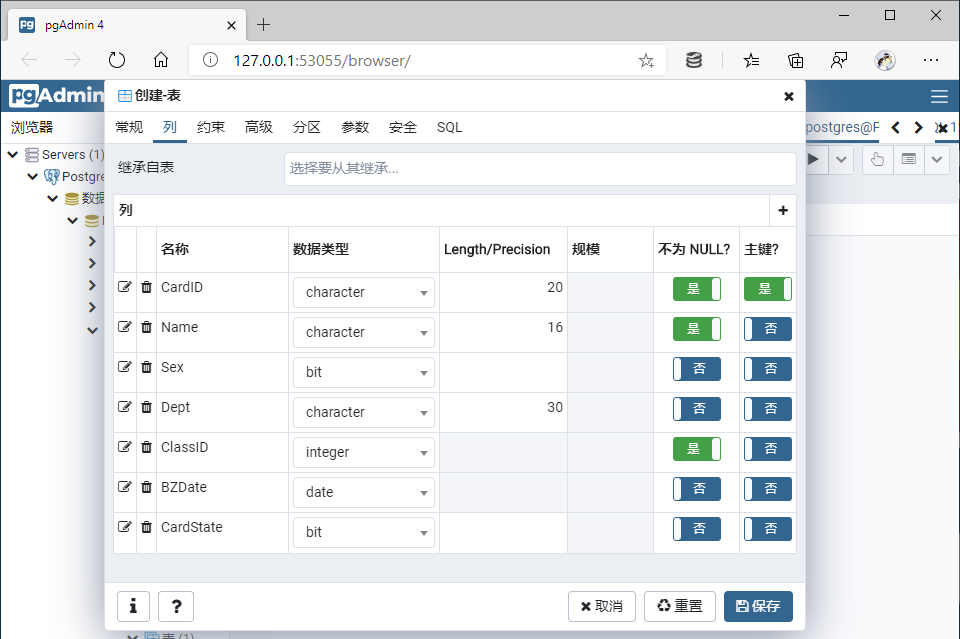 pgAdmin 4
127.0.0.1:53055/browser/
pgAdmin
创建-表
浏览器
常规 列 约束 高级 分区 参数 安全 SQL
postgres@P
Servers (1)
Postgre
数据
继承自表
选择要从其继承...
列
名称 数据类型 Length/Precision 规模 不为 NULL? 主键?
CardID character 20 是 是
Name character 16 是 否
Sex bit 否 否
Dept character 30 否 否
ClassID integer 是 否
BZDate date 否 否
CardState bit 否 否
i ? 取消 重置 保存
表 (1)